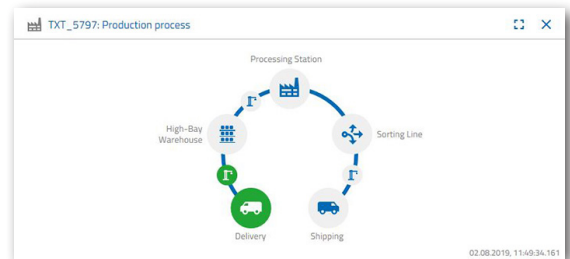 TXT_5797: Production process
Processing Station
High-Bay
Warehouse
Sorting Line
Delivery
Shipping
02.08.2019, 11:49:34.161